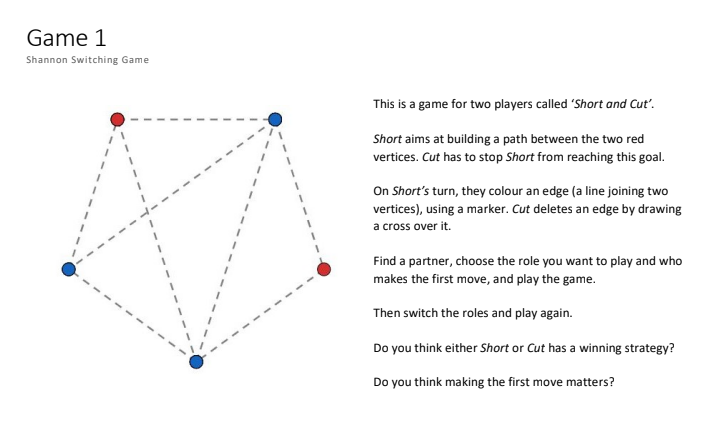 Game 1
Shannon Switching Game
This is a game for two players called ‘Short and Cut’.
Short aims at building a path between the two red
vertices. Cut has to stop Short from reaching this goal.
On Short’s turn, they colour an edge (a line joining two
vertices), using a marker. Cut deletes an edge by drawing
a cross over it.
Find a partner, choose the role you want to play and who
makes the first move, and play the game.
Then switch the roles and play again.
Do you think either Short or Cut has a winning strategy?
Do you think making the first move matters?